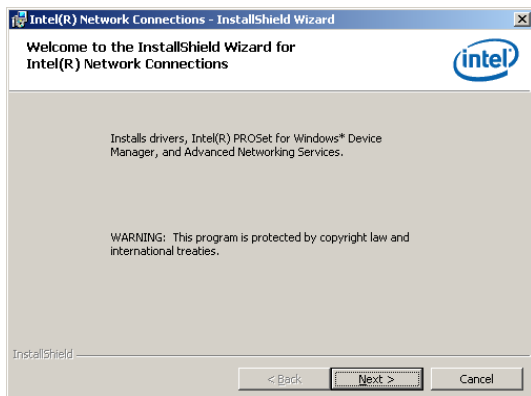 Intel(R) Network Connections - InstallShield Wizard
Welcome to the InstallShield Wizard for
Intel(R) Network Connections
intel
Installs drivers, Intel(R) PROSet for Windows* Device
Manager, and Advanced Networking Services.
WARNING: This program is protected by copyright law and
international treaties.
InstallShield
< Back
Next >
Cancel